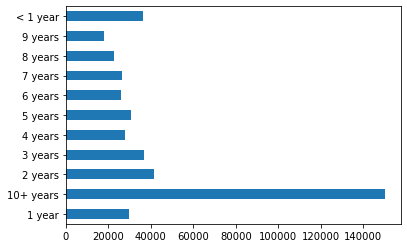 < 1 year
9 years
8 years
7 years
6 years
5 years
4 years
3 years
2 years
10+ years
1 year
0 20000 40000 60000 80000 100000 120000 140000